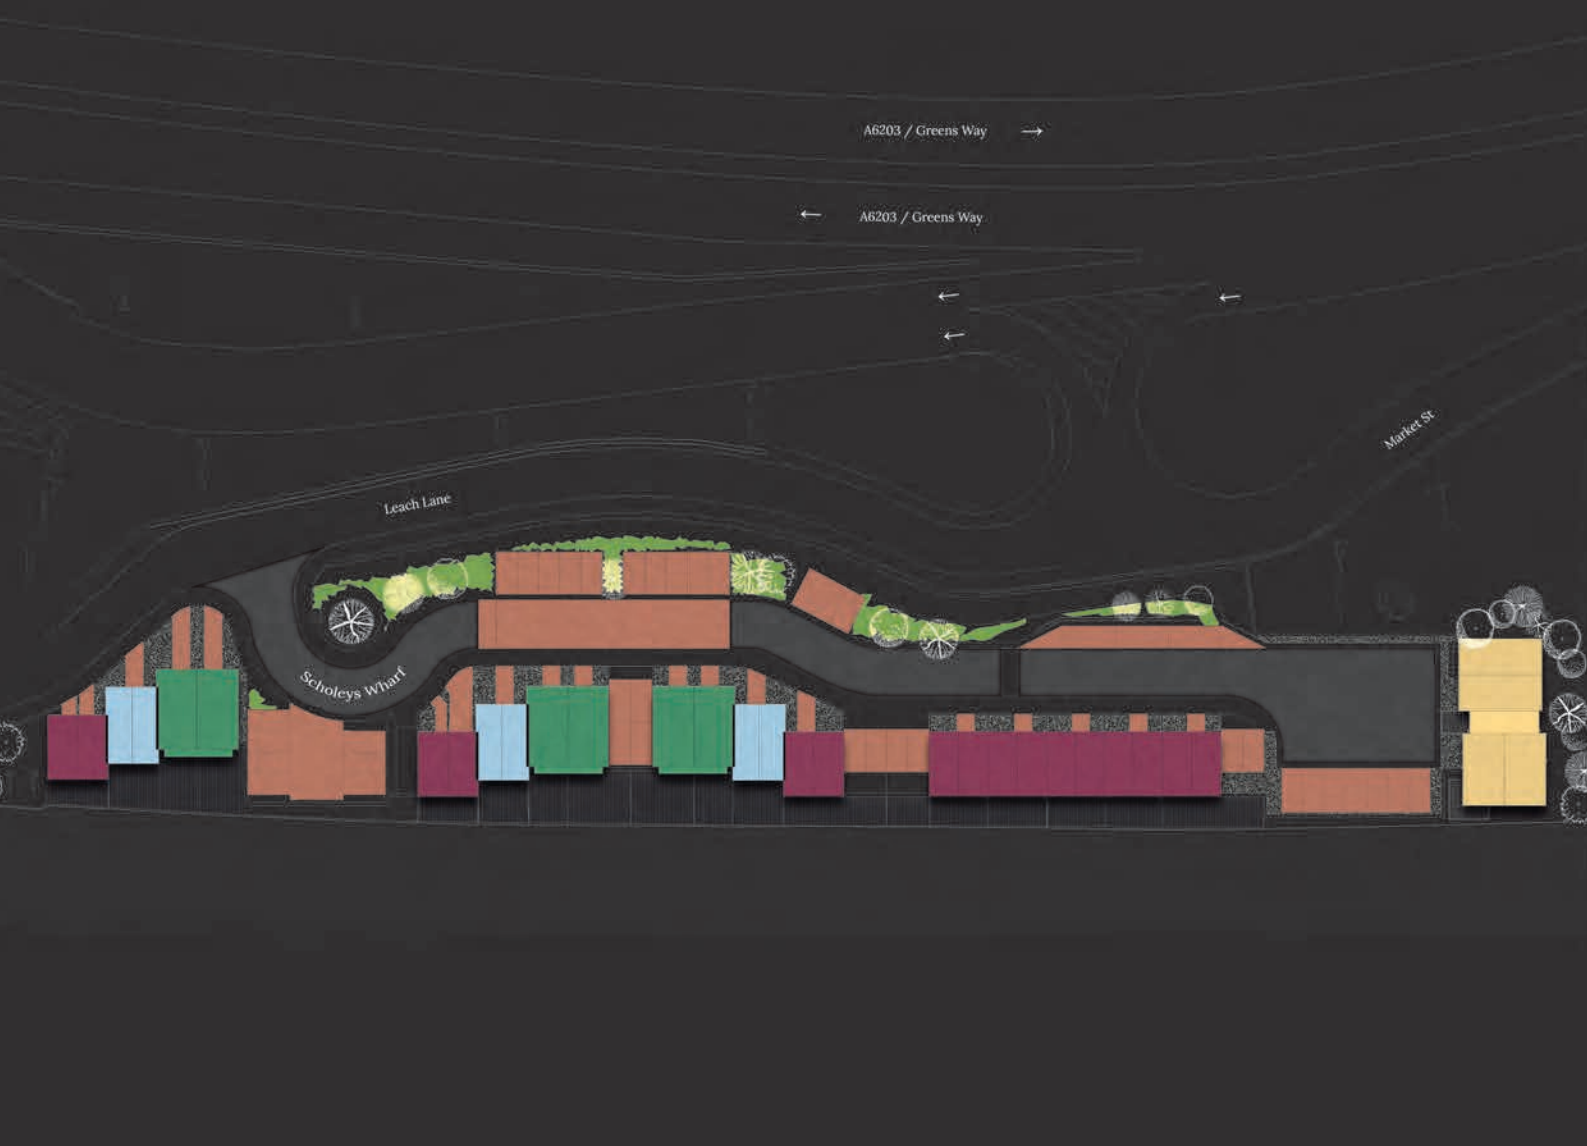 A6203 / Greens Way →
← A6203 / Greens Way
←
←
←
Market St
Leach Lane
Scholeys Wharf